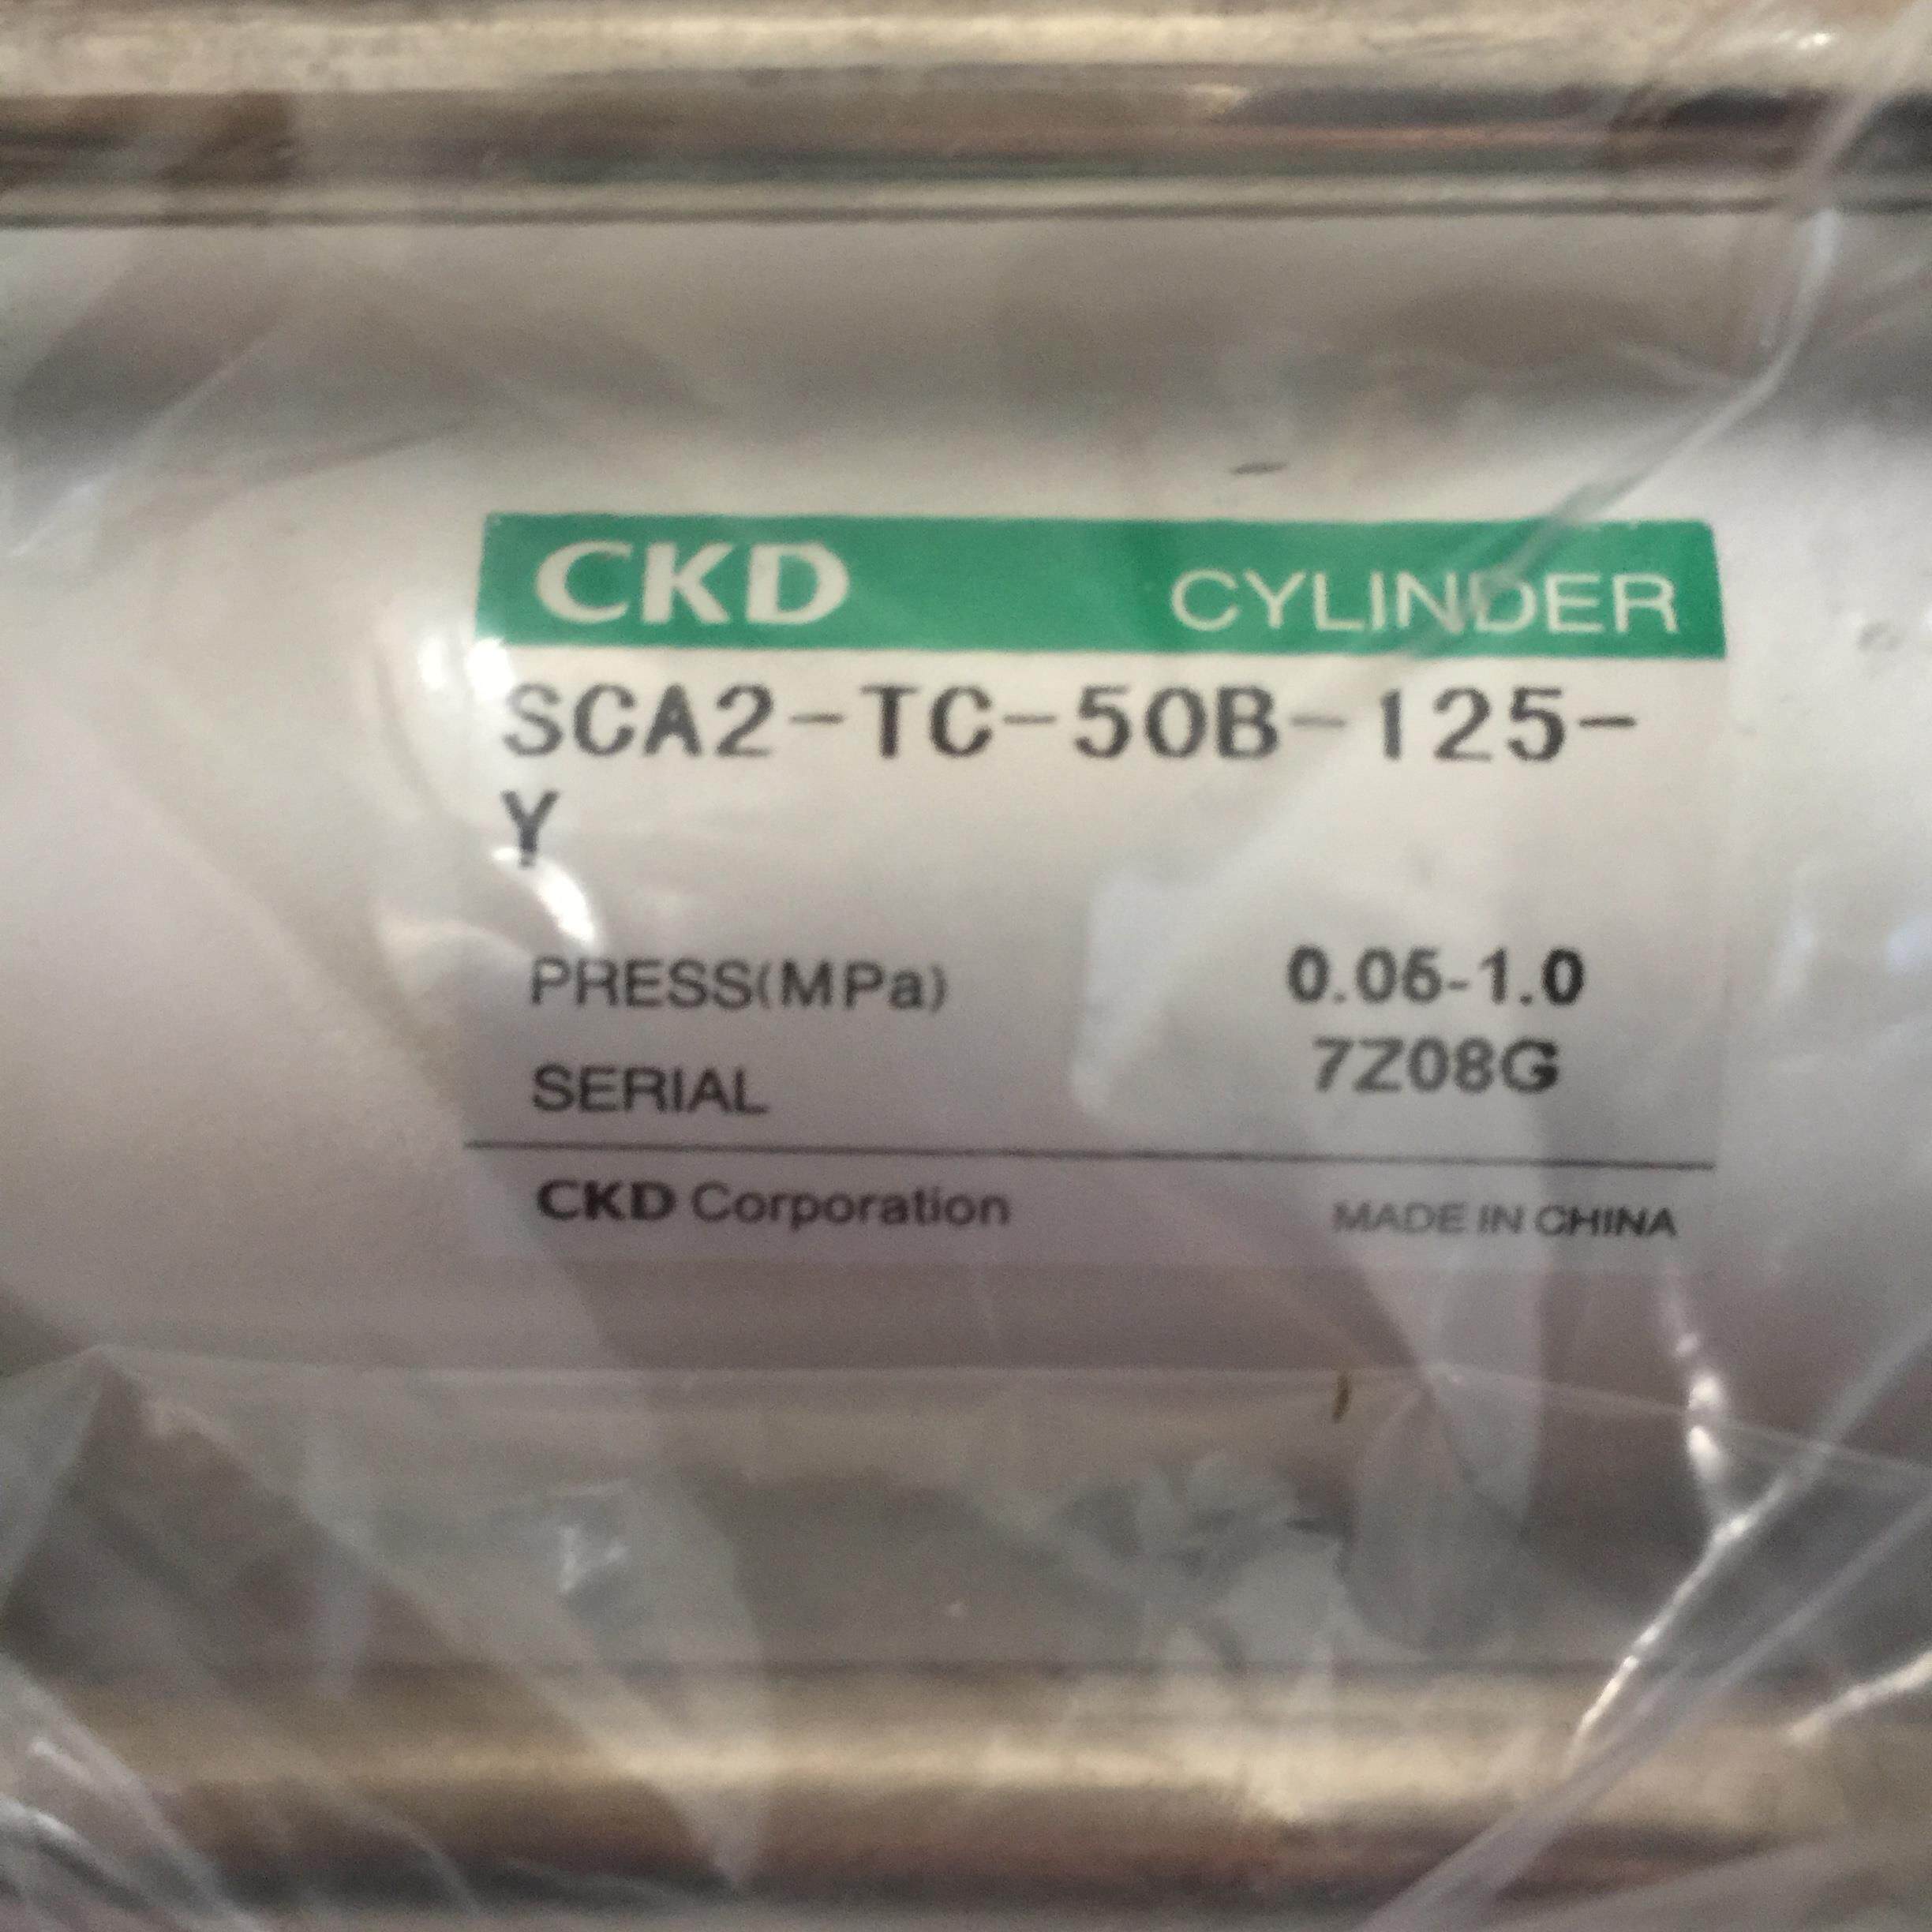 CKD CYLINDER
SCA2-TC-50B-125-
Y
PRESS(MPa) 0.05-1.0
SERIAL 7Z08G
CKD Corporation MADE IN CHINA